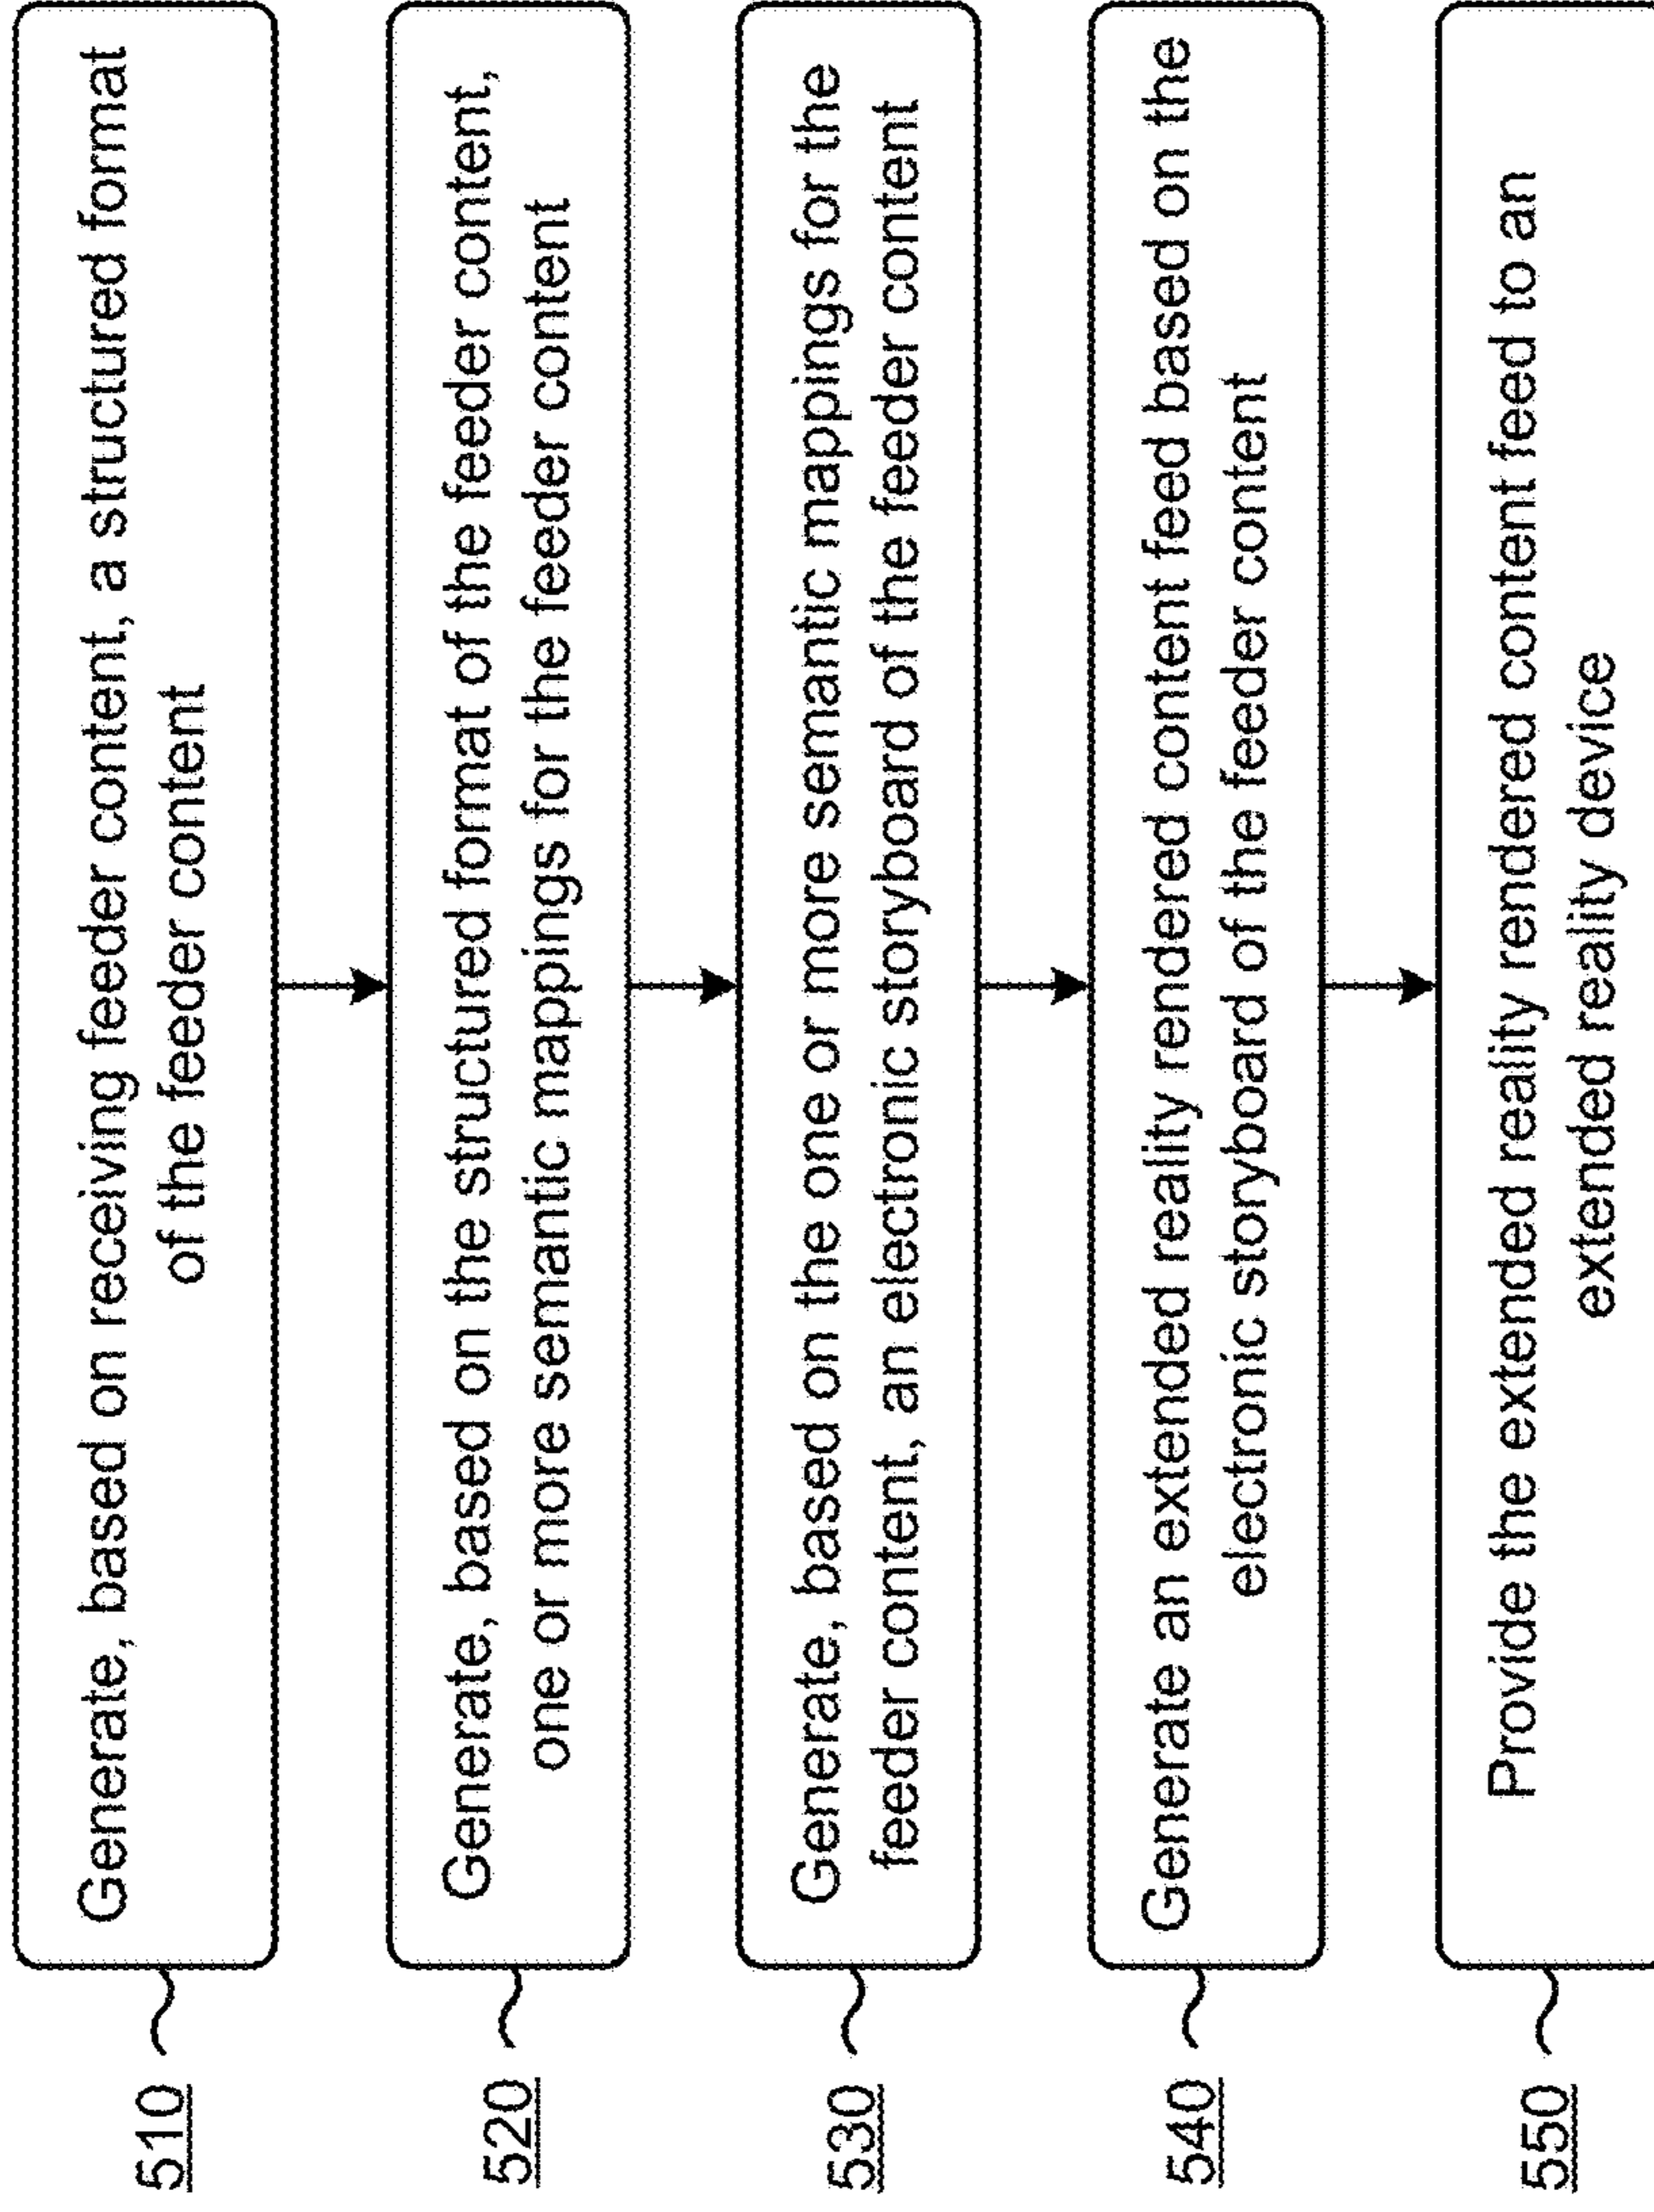 510
Generate, based on receiving feeder content, a structured format
of the feeder content
520
Generate, based on the structured format of the feeder content,
one or more semantic mappings for the feeder content
530
Generate, based on the one or more semantic mappings for the
feeder content, an electronic storyboard of the feeder content
540
Generate an extended reality rendered content feed based on the
electronic storyboard of the feeder content
550
Provide the extended reality rendered content feed to an
extended reality device